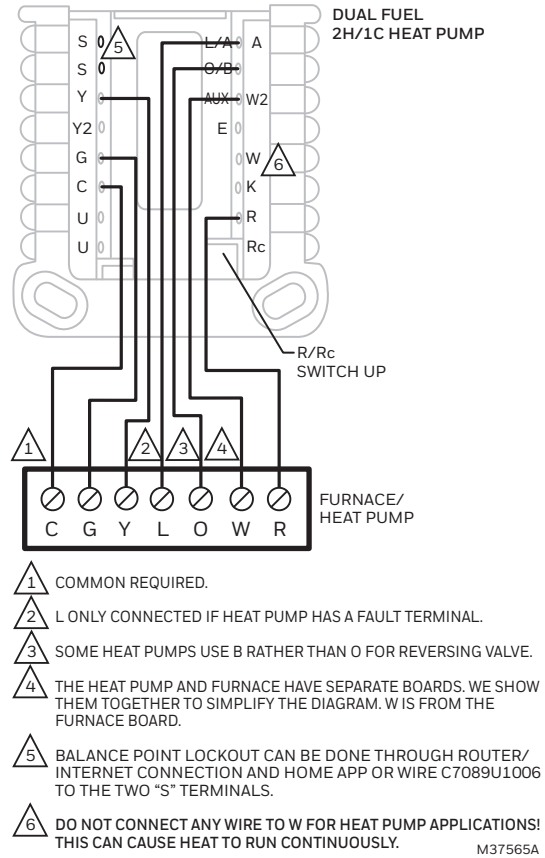 DUAL FUEL
2H/1C HEAT PUMP
S 5 L/A A
S O/B
Y AUX W2
Y2 E
G W 6
C K
U R
U Rc
R/Rc
SWITCH UP
1 2 3 4
FURNACE/
HEAT PUMP
C G Y L O W R
1 COMMON REQUIRED.
2 L ONLY CONNECTED IF HEAT PUMP HAS A FAULT TERMINAL.
3 SOME HEAT PUMPS USE B RATHER THAN O FOR REVERSING VALVE.
4 THE HEAT PUMP AND FURNACE HAVE SEPARATE BOARDS. WE SHOW
THEM TOGETHER TO SIMPLIFY THE DIAGRAM. W IS FROM THE
FURNACE BOARD.
5 BALANCE POINT LOCKOUT CAN BE DONE THROUGH ROUTER/
INTERNET CONNECTION AND HOME APP OR WIRE C7089U1006
TO THE TWO “S” TERMINALS.
6 DO NOT CONNECT ANY WIRE TO W FOR HEAT PUMP APPLICATIONS!
THIS CAN CAUSE HEAT TO RUN CONTINUOUSLY.
M37565A